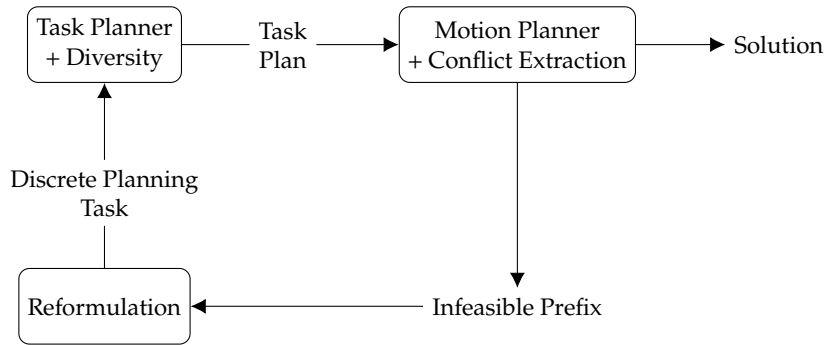 Task Planner
+ Diversity
Task
Plan
Motion Planner
+ Conflict Extraction
Solution
Discrete Planning
Task
Reformulation
Infeasible Prefix